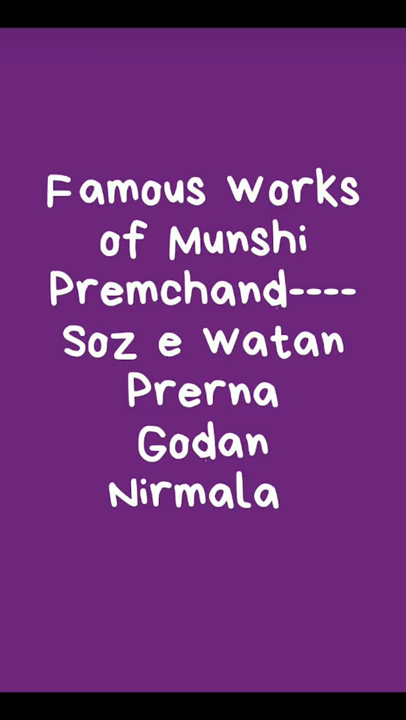 Famous works
of Munshi
Premchand----
Soz e watan
Prerna
Godan
Nirmala